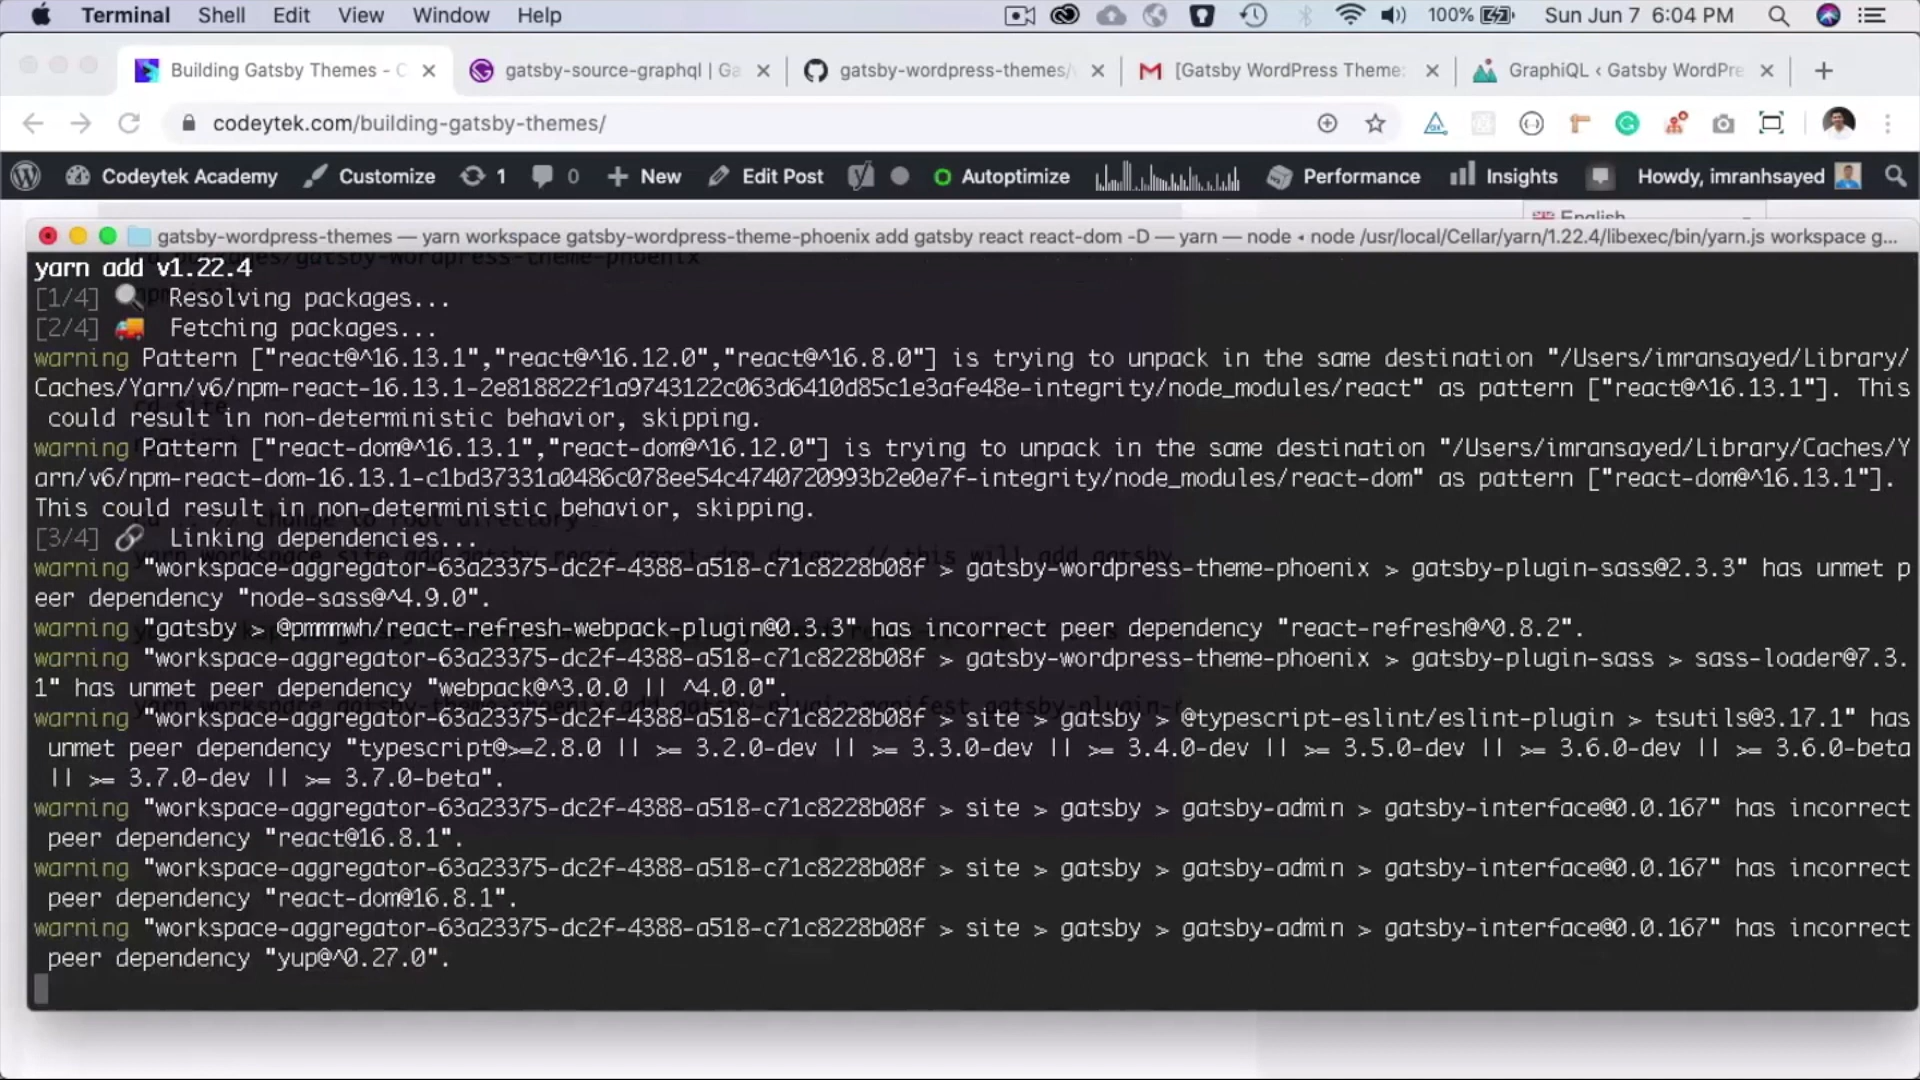 Terminal Shell Edit View Window Help 100% Sun Jun 7 6:04 PM
Building Gatsby Themes - C gatsby-source-graphql | Ga gatsby-wordpress-themes/ [Gatsby WordPress Theme: GraphiQL ‹ Gatsby WordPre
codeytek.com/building-gatsby-themes/
Codeytek Academy Customize 1 0 New Edit Post Autoptimize Performance Insights Howdy, imranhsayed
English
gatsby-wordpress-themes — yarn workspace gatsby-wordpress-theme-phoenix add gatsby react react-dom -D — yarn — node • node /usr/local/Cellar/yarn/1.22.4/libexec/bin/yarn.js workspace g...
yarn add v1.22.4
[1/4] 🔍 Resolving packages...
[2/4] 🚚 Fetching packages...
warning Pattern ["react@^16.13.1","react@^16.12.0","react@^16.8.0"] is trying to unpack in the same destination "/Users/imransayed/Library/
Caches/Yarn/v6/npm-react-16.13.1-2e818822f1a9743122c063d6410d85c1e3afe48e-integrity/node_modules/react" as pattern ["react@^16.13.1"]. This
could result in non-deterministic behavior, skipping.
warning Pattern ["react-dom@^16.13.1","react-dom@^16.12.0"] is trying to unpack in the same destination "/Users/imransayed/Library/Caches/Y
arn/v6/npm-react-dom-16.13.1-c1bd37331a0486c078ee54c4740720993b2e0e7f-integrity/node_modules/react-dom" as pattern ["react-dom@^16.13.1"].
This could result in non-deterministic behavior, skipping.
[3/4] 🔗 Linking dependencies...
warning "workspace-aggregator-63a23375-dc2f-4388-a518-c71c8228b08f > gatsby-wordpress-theme-phoenix > gatsby-plugin-sass@2.3.3" has unmet p
eer dependency "node-sass@^4.9.0".
warning "gatsby > @pmmmwh/react-refresh-webpack-plugin@0.3.3" has incorrect peer dependency "react-refresh@^0.8.2".
warning "workspace-aggregator-63a23375-dc2f-4388-a518-c71c8228b08f > gatsby-wordpress-theme-phoenix > gatsby-plugin-sass > sass-loader@7.3.
1" has unmet peer dependency "webpack@^3.0.0 || ^4.0.0".
warning "workspace-aggregator-63a23375-dc2f-4388-a518-c71c8228b08f > site > gatsby > @typescript-eslint/eslint-plugin > tsutils@3.17.1" has
unmet peer dependency "typescript@>=2.8.0 || >= 3.2.0-dev || >= 3.3.0-dev || >= 3.4.0-dev || >= 3.5.0-dev || >= 3.6.0-dev || >= 3.6.0-beta
|| >= 3.7.0-dev || >= 3.7.0-beta".
warning "workspace-aggregator-63a23375-dc2f-4388-a518-c71c8228b08f > site > gatsby > gatsby-admin > gatsby-interface@0.0.167" has incorrect
peer dependency "react@16.8.1".
warning "workspace-aggregator-63a23375-dc2f-4388-a518-c71c8228b08f > site > gatsby > gatsby-admin > gatsby-interface@0.0.167" has incorrect
peer dependency "react-dom@16.8.1".
warning "workspace-aggregator-63a23375-dc2f-4388-a518-c71c8228b08f > site > gatsby > gatsby-admin > gatsby-interface@0.0.167" has incorrect
peer dependency "yup@^0.27.0".